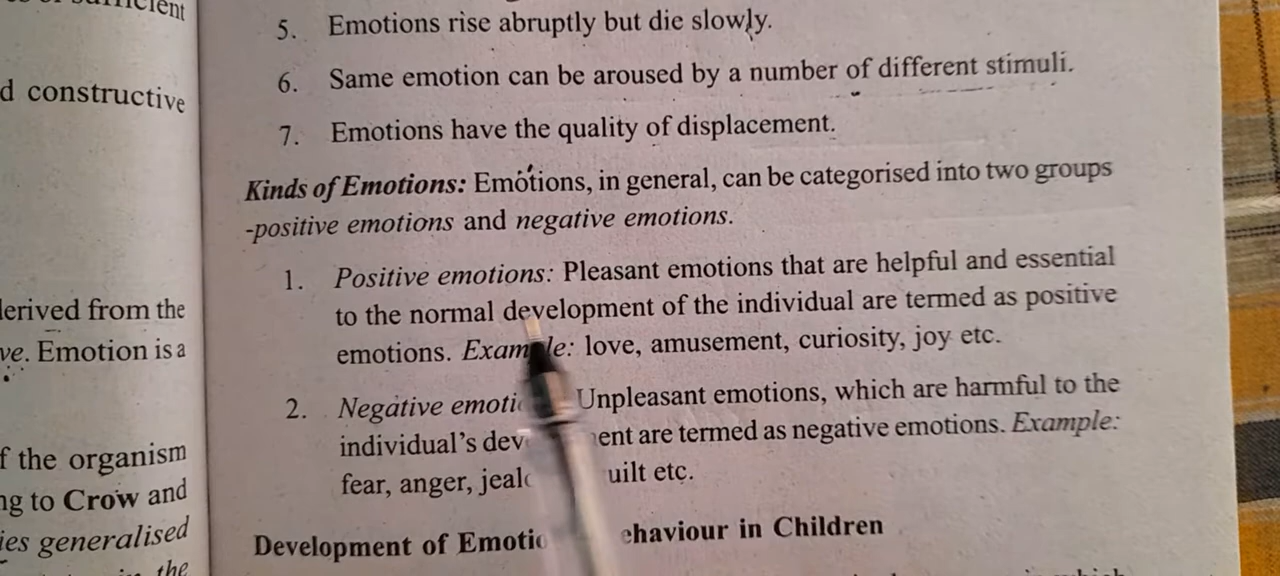 icient
d constructive
derived from the
ve. Emotion is a
f the organism
ng to Crow and
ies generalised
the
5. Emotions rise abruptly but die slowly.
6. Same emotion can be aroused by a number of different stimuli.
7. Emotions have the quality of displacement.
Kinds of Emotions: Emotions, in general, can be categorised into two groups
-positive emotions and negative emotions.
1. Positive emotions: Pleasant emotions that are helpful and essential
to the normal development of the individual are termed as positive
emotions. Example: love, amusement, curiosity, joy etc.
2. Negative emoti Unpleasant emotions, which are harmful to the
individual's dev ent are termed as negative emotions. Example:
fear, anger, jeal uilt etc.
Development of Emotio ehaviour in Children